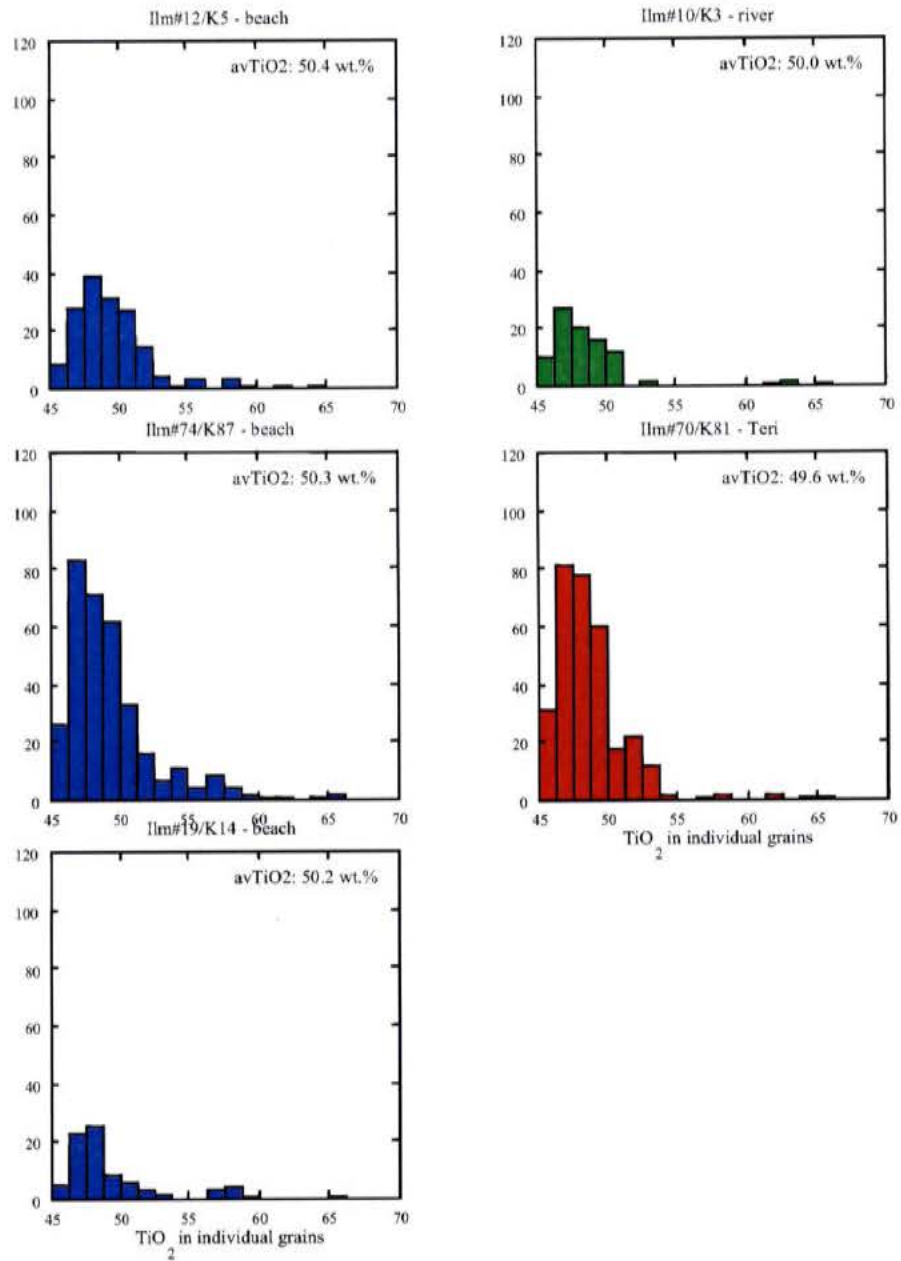 Ilm#12/K5 - beach
avTiO2: 50.4 wt.%
120
100
80
60
40
20
0
45 50 55 60 65 70
Ilm#10/K3 - river
avTiO2: 50.0 wt.%
120
100
80
60
40
20
0
45 50 55 60 65 70
Ilm#74/K87 - beach
avTiO2: 50.3 wt.%
120
100
80
60
40
20
0
45 50 55 60 65 70
Ilm#70/K81 - Teri
avTiO2: 49.6 wt.%
120
100
80
60
40
20
0
45 50 55 60 65 70
TiO2 in individual grains
Ilm#19/K14 - beach
avTiO2: 50.2 wt.%
120
100
80
60
40
20
0
45 50 55 60 65 70
TiO2 in individual grains